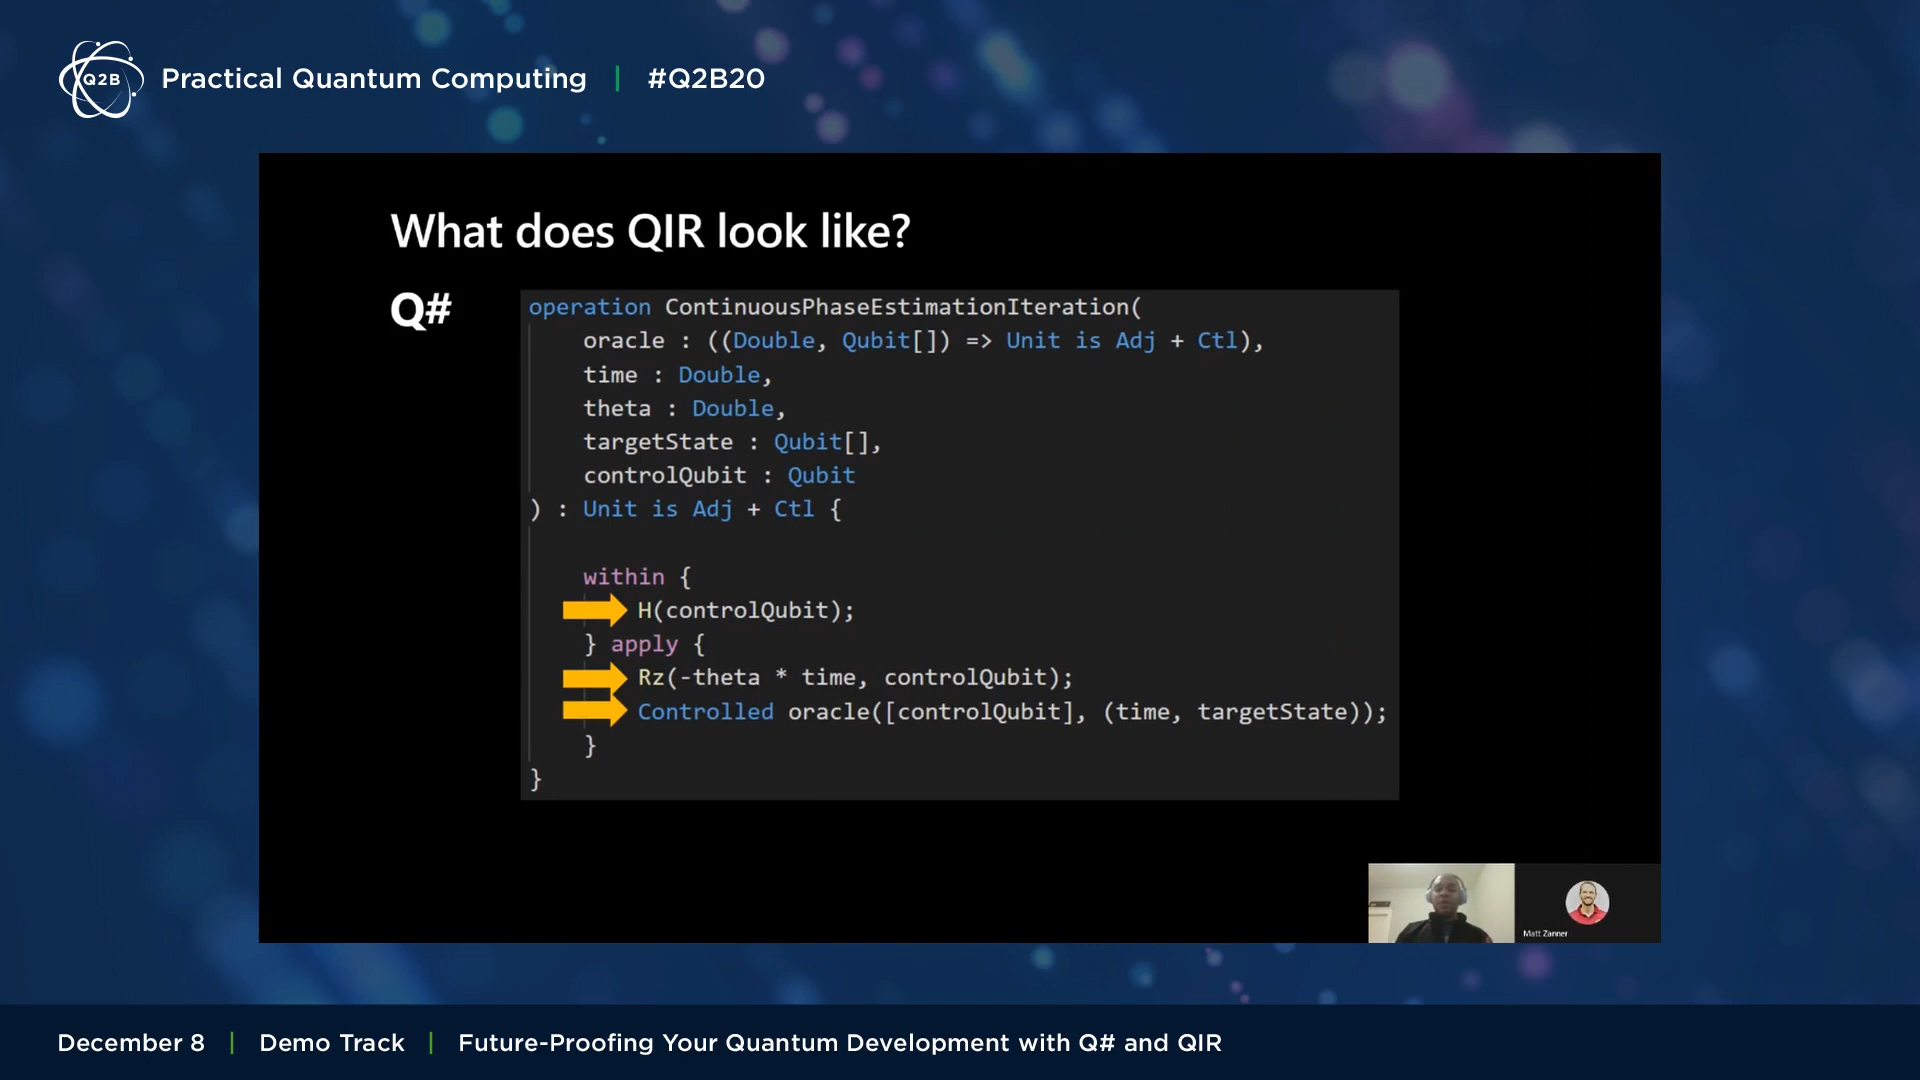 Q2B
Practical Quantum Computing | #Q2B20
What does QIR look like?
Q#
operation ContinuousPhaseEstimationIteration(
    oracle : ((Double, Qubit[]) => Unit is Adj + Ctl),
    time : Double,
    theta : Double,
    targetState : Qubit[],
    controlQubit : Qubit
) : Unit is Adj + Ctl {
    within {
        H(controlQubit);
    } apply {
        Rz(-theta * time, controlQubit);
        Controlled oracle([controlQubit], (time, targetState));
    }
}
Matt Zanner
December 8 | Demo Track | Future-Proofing Your Quantum Development with Q# and QIR